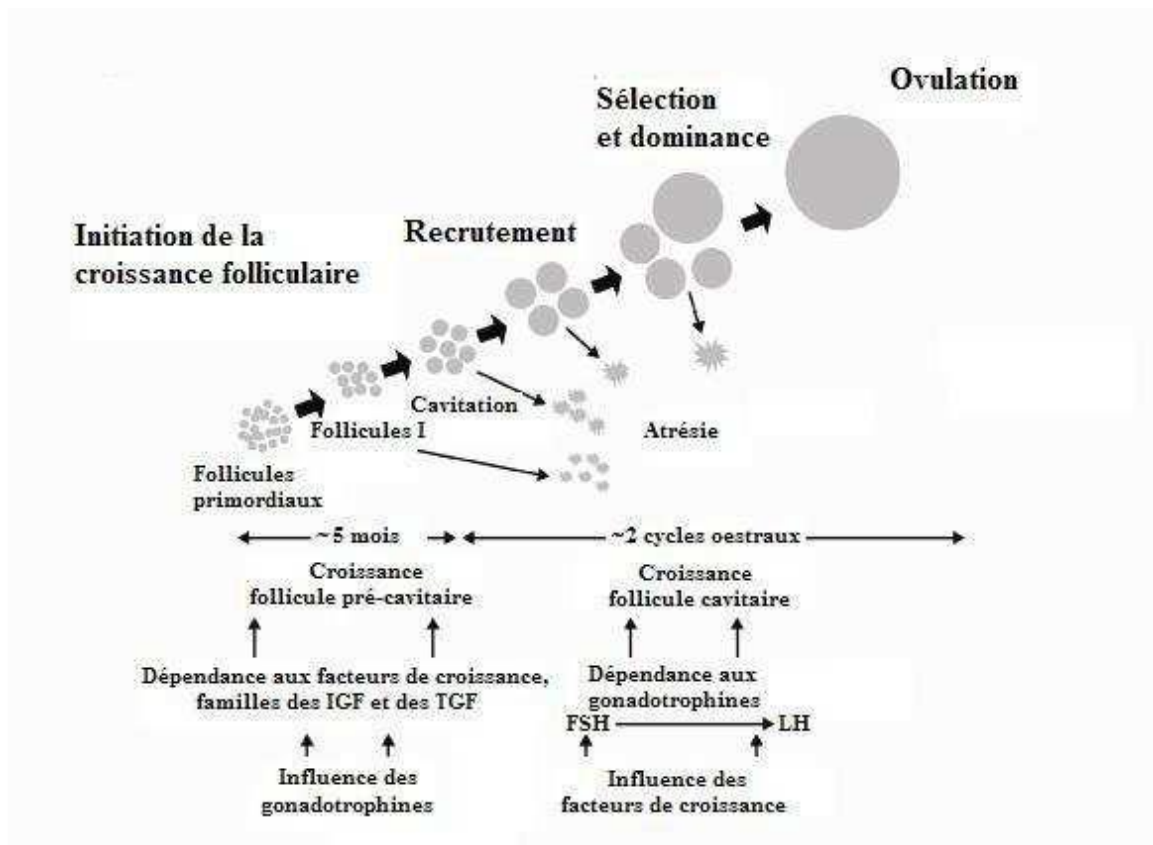 Ovulation
Sélection
et dominance
Initiation de la
croissance folliculaire
Recrutement
Cavitation
Follicules I
Atrésie
Follicules
primordiaux
~5 mois
~2 cycles oestraux
Croissance
follicule pré-cavitaire
Croissance
follicule cavitaire
Dépendance aux facteurs de croissance,
familles des IGF et des TGF
Dépendance aux
gonadotrophines
FSH
LH
Influence des
gonadotrophines
Influence des
facteurs de croissance